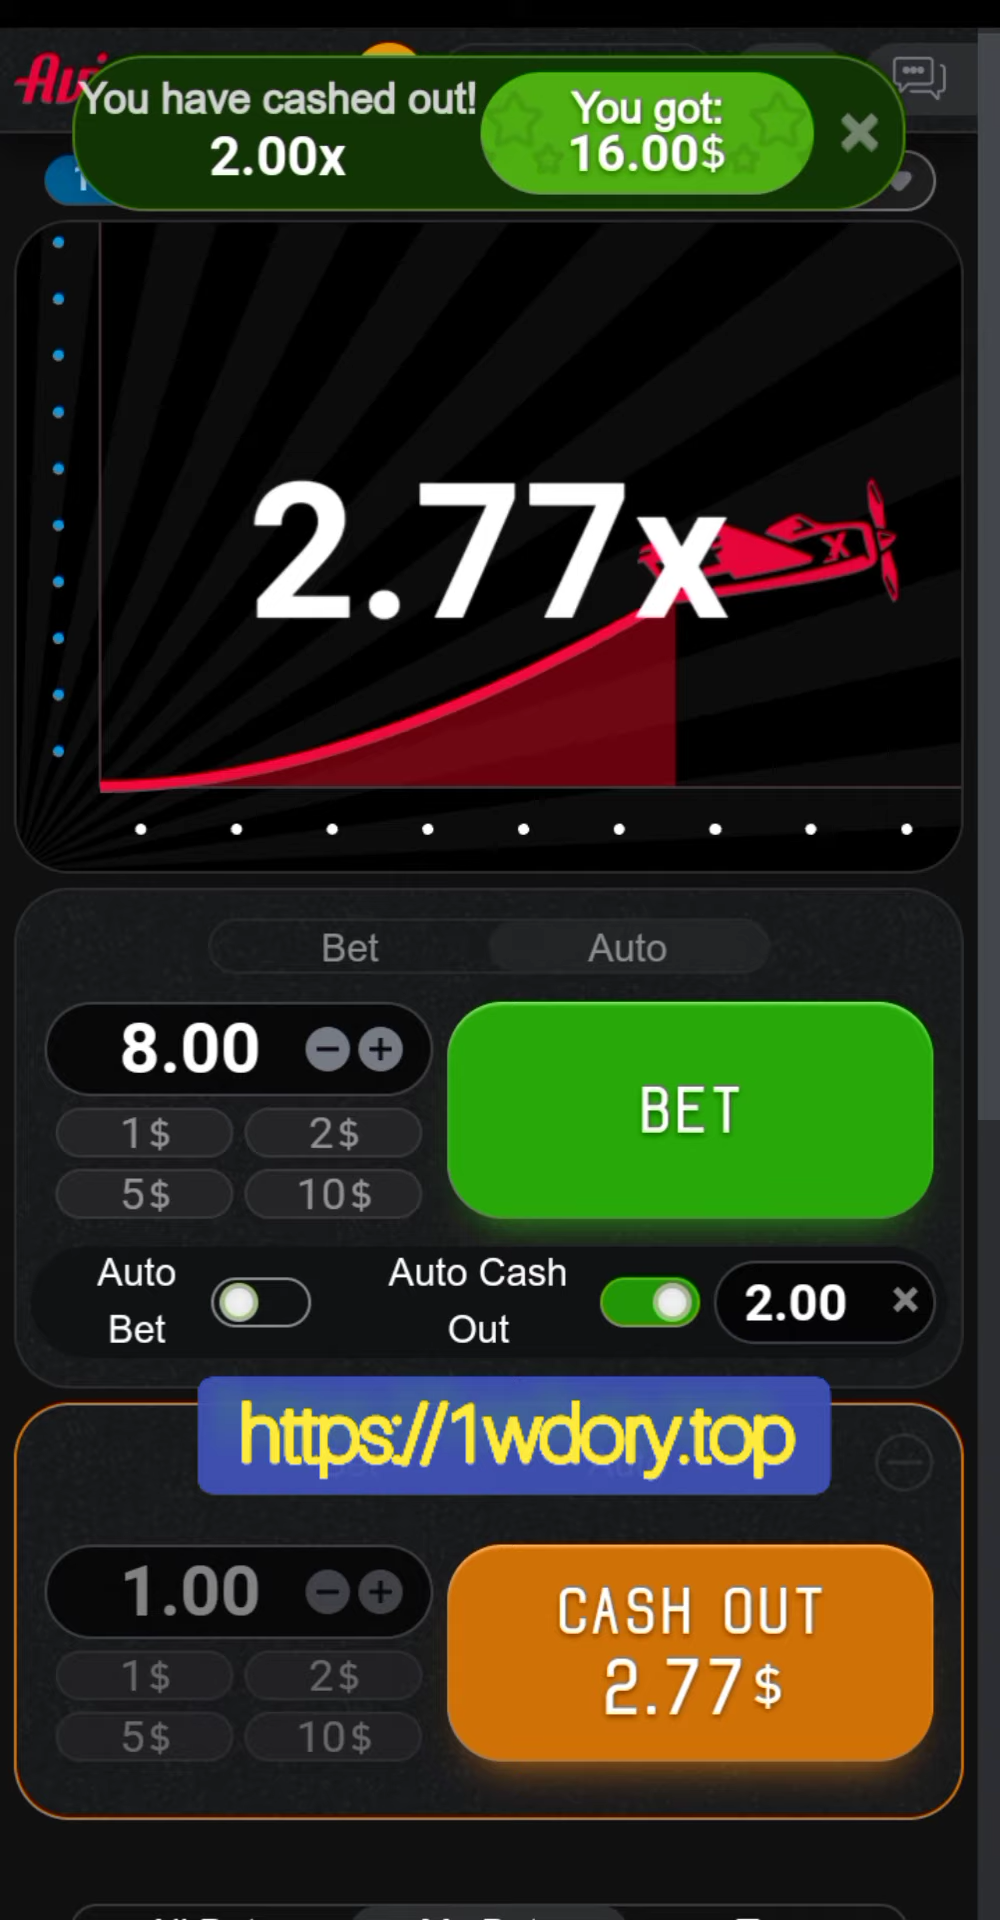 You have cashed out!
2.00x
You got:
16.00$
2.77x
Bet
Auto
8.00
1$
2$
5$
10$
BET
Auto
Bet
Auto Cash
Out
2.00
https://1wdory.top
1.00
1$
2$
5$
10$
CASH OUT
2.77$